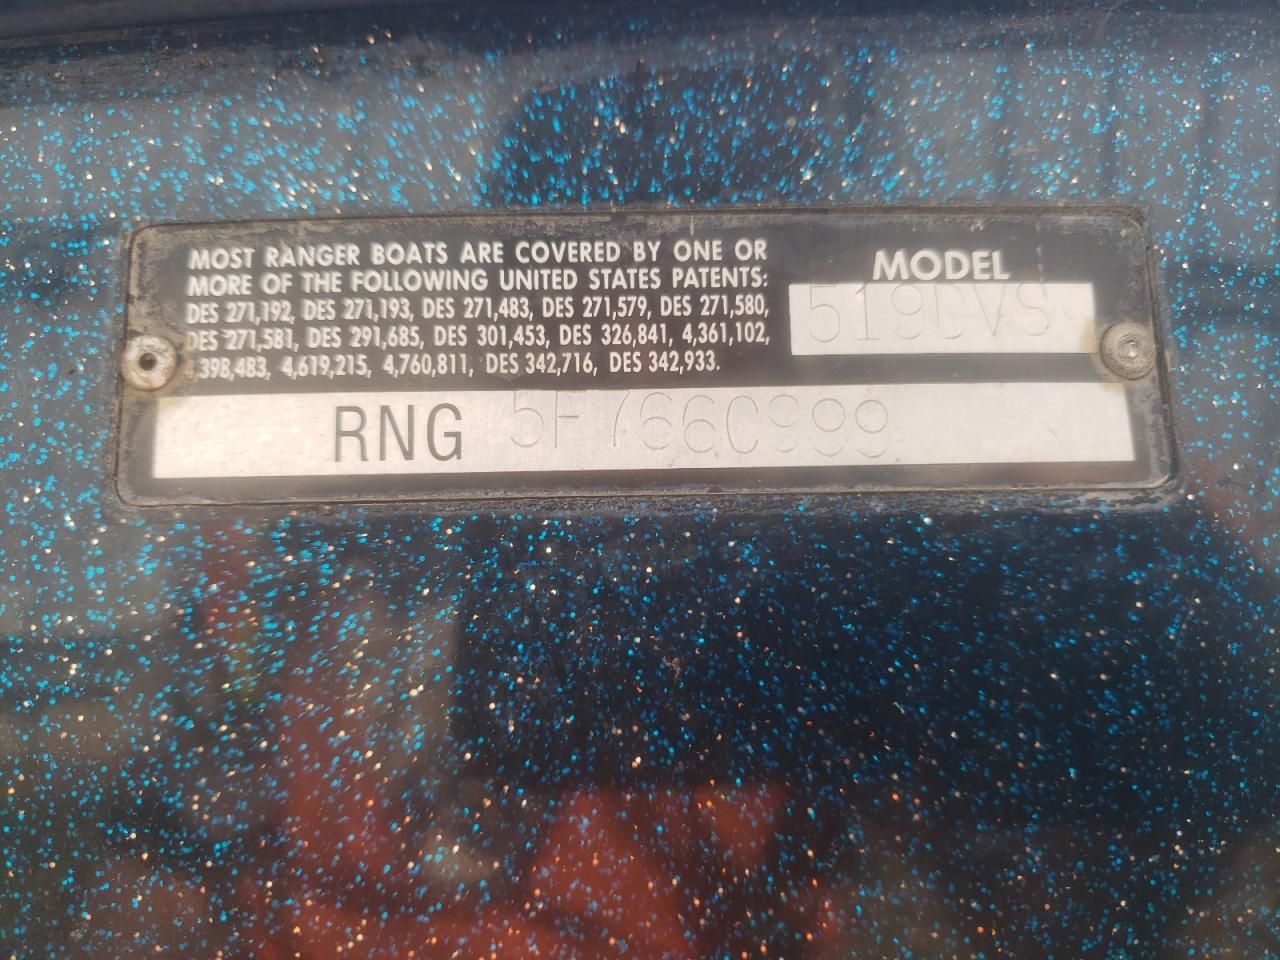 MOST RANGER BOATS ARE COVERED BY ONE OR
MORE OF THE FOLLOWING UNITED STATES PATENTS:
DES 271,192, DES 271,193, DES 271,483, DES 271,579, DES 271,580,
DES 271,581, DES 291,685, DES 301,453, DES 326,841, 4,361,102,
4,398,483, 4,619,215, 4,760,811, DES 342,716, DES 342,933.
MODEL
519DVS
RNG 5F766C999